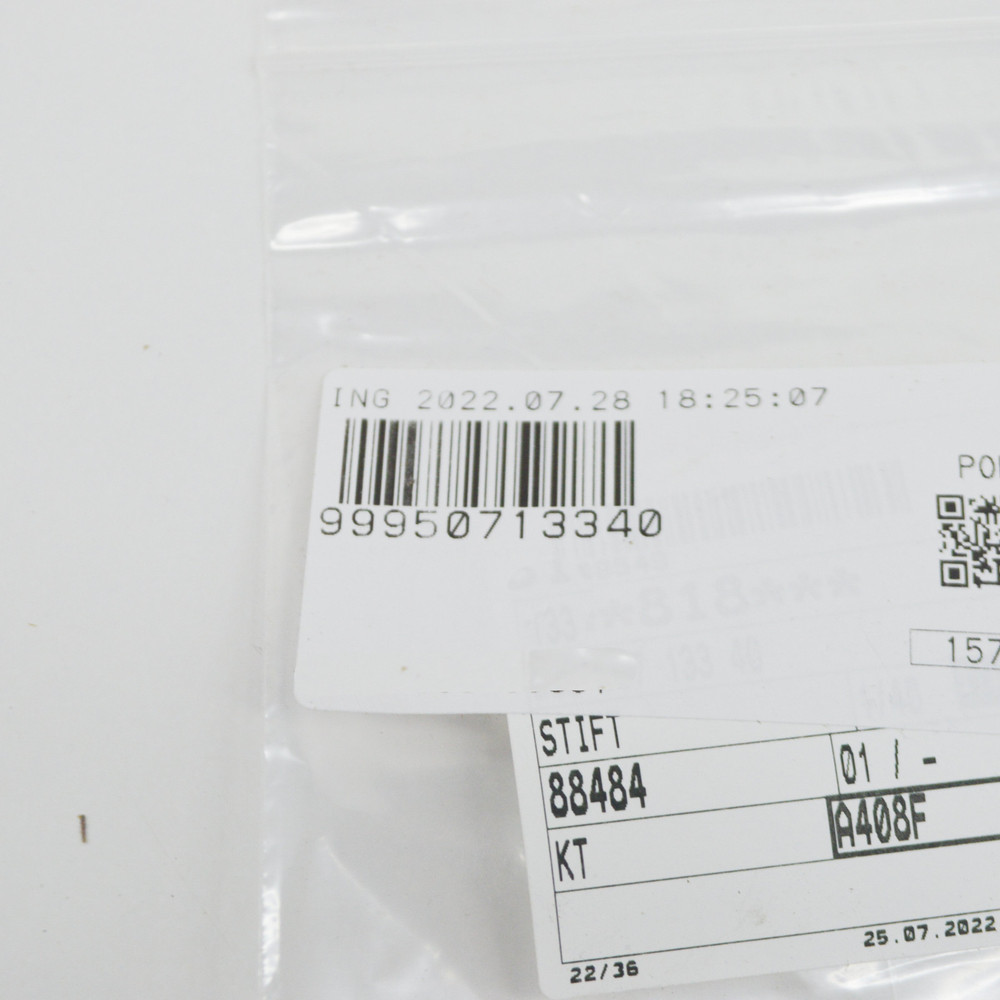 ING 2022.07.28 18:25:07
99950713340
157
STIFT
88484
01 / -
A408F
KT
25.07.2022
22/36